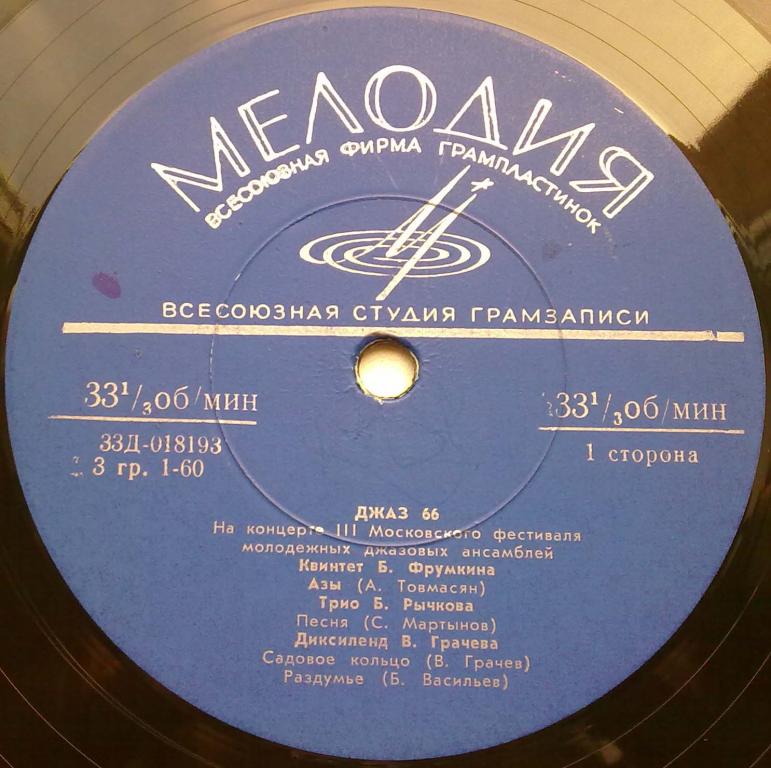 МЕЛОДИЯ
ВСЕСОЮЗНАЯ ФИРМА ГРАМПЛАСТИНОК
ВСЕСОЮЗНАЯ СТУДИЯ ГРАМЗАПИСИ
33¹/₃об/мин
33Д-018193
3 гр. 1-60
33¹/₃об/мин
1 сторона
ДЖАЗ 66
На концерте III Московского фестиваля
молодежных джазовых ансамблей
Квинтет Б. Фрумкина
Азы (А. Товмасян)
Трио Б. Рычкова
Песня (С. Мартынов)
Диксиленд В. Грачева
Садовое кольцо (В. Грачев)
Раздумье (Б. Васильев)